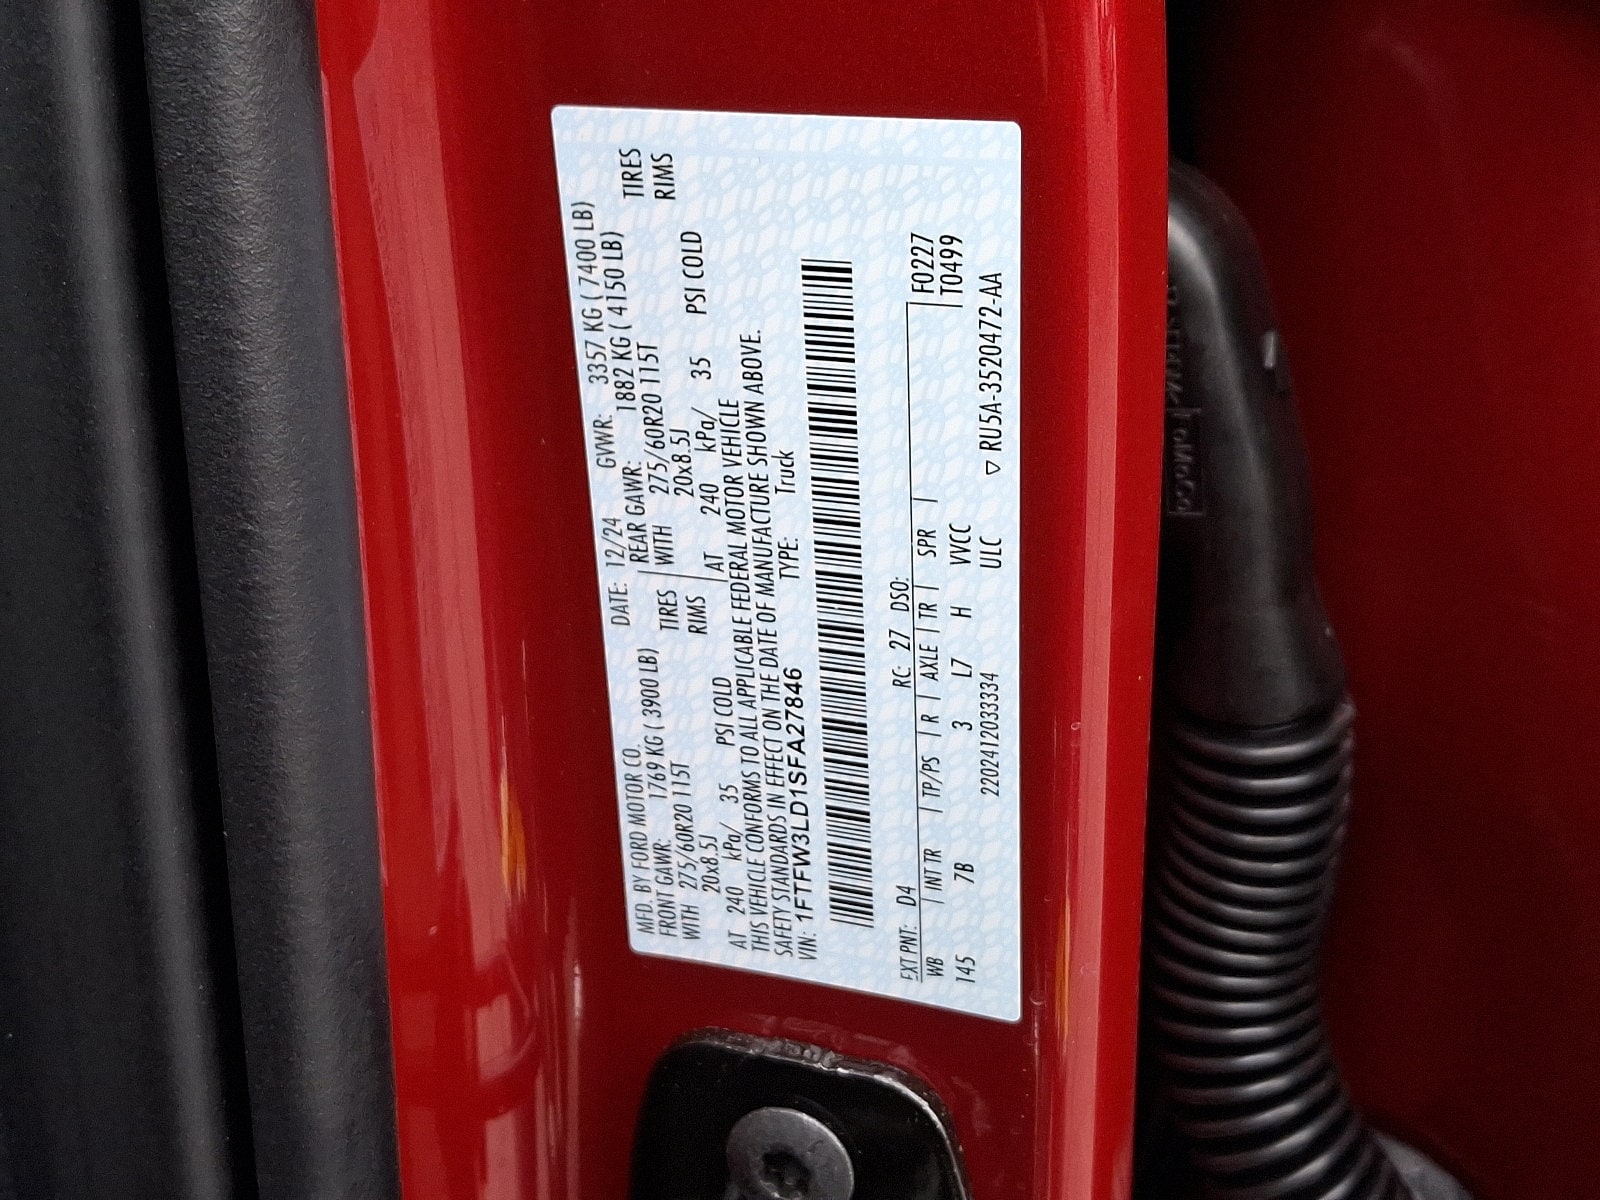 MFD. BY FORD MOTOR CO. DATE: 12/24 GVWR: 3357 KG ( 7400 LB)
FRONT GAWR: 1769 KG ( 3900 LB) REAR GAWR: 1882 KG ( 4150 LB)
WITH 275/60R20 115T TIRES WITH 275/60R20 115T TIRES
20x8.5J RIMS 20x8.5J RIMS
AT 240 kPa/ 35 PSI COLD AT 240 kPa/ 35 PSI COLD
THIS VEHICLE CONFORMS TO ALL APPLICABLE FEDERAL MOTOR VEHICLE
SAFETY STANDARDS IN EFFECT ON THE DATE OF MANUFACTURE SHOWN ABOVE.
VIN: 1FTFW3LD1SFA27846 TYPE: Truck
EXT PNT: D4 RC: 27 DSO: F0227
WB | INT TR | TP/PS | R | AXLE | TR | SPR | T0499
145 7B 3 L7 H VVCC
2202412033334 ULC ▽ RU5A-3520472-AA
FoMoCo